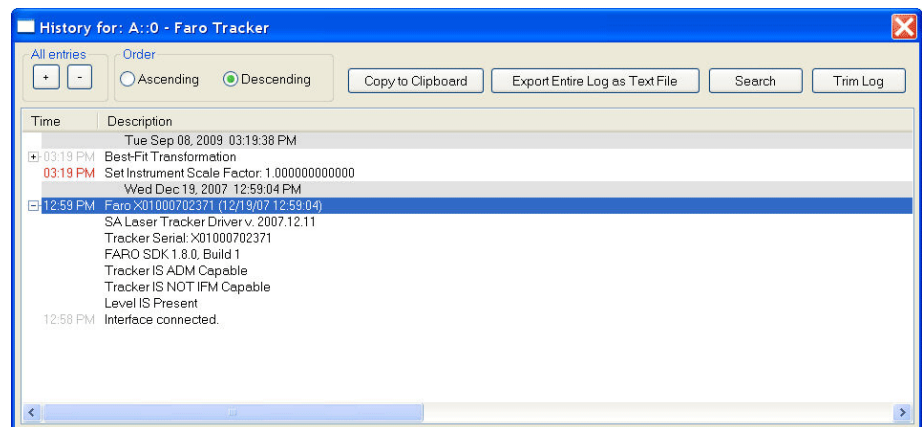 History for: A::0 - Faro Tracker
All entries
Order
+ -
Ascending Descending
Copy to Clipboard Export Entire Log as Text File Search Trim Log
Time Description
Tue Sep 08, 2009 03:19:38 PM
03:19 PM Best-Fit Transformation
03:19 PM Set Instrument Scale Factor: 1.000000000000
Wed Dec 19, 2007 12:59:04 PM
12:59 PM Faro X01000702371 (12/19/07 12:59:04)
SA Laser Tracker Driver v. 2007.12.11
Tracker Serial: X01000702371
FARO SDK 1.8.0, Build 1
Tracker IS ADM Capable
Tracker IS NOT IFM Capable
Level IS Present
12:58 PM Interface connected.